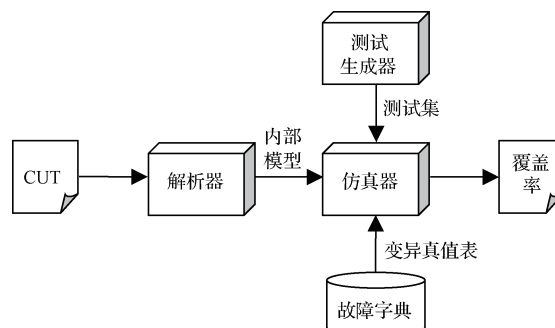 测试
生成器
测试集
CUT
解析器
内部
模型
仿真器
覆盖
率
变异真值表
故障字典